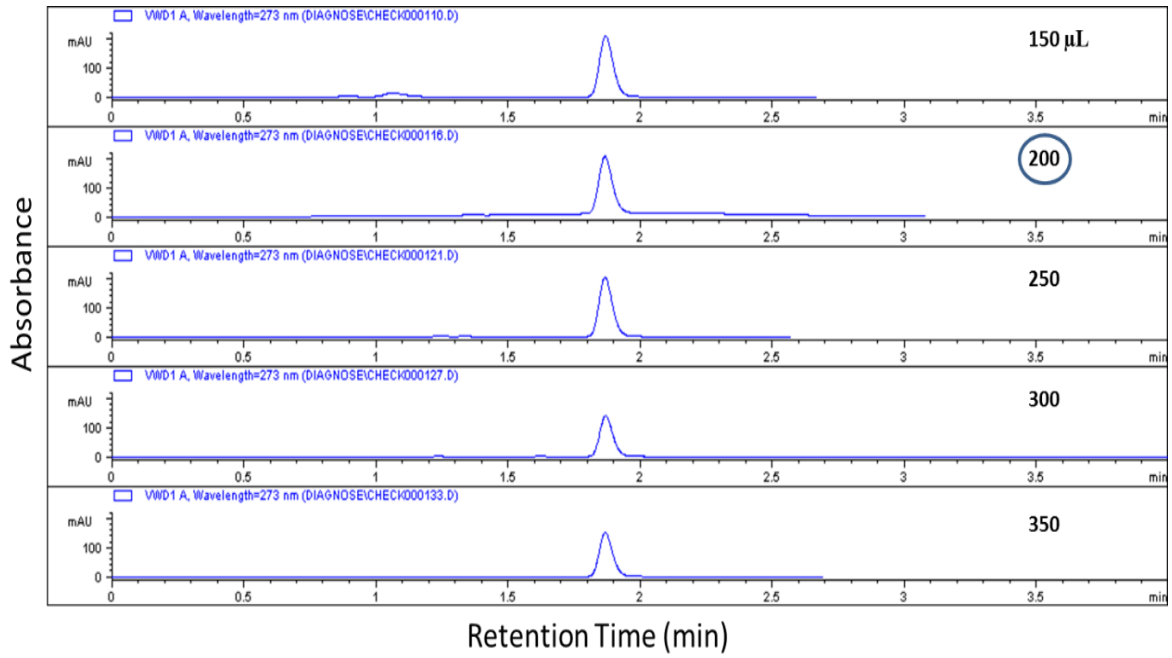 VWD1 A, Wavelength=273 nm (DIAGNOSE\CHECK000110.D)
mAU
150 µL
100
0
0 0.5 1 1.5 2 2.5 3 3.5 min
VWD1 A, Wavelength=273 nm (DIAGNOSE\CHECK000116.D)
mAU
200
100
0
0 0.5 1 1.5 2 2.5 3 3.5 min
VWD1 A, Wavelength=273 nm (DIAGNOSE\CHECK000121.D)
mAU
250
100
0
0 0.5 1 1.5 2 2.5 3 3.5 min
VWD1 A, Wavelength=273 nm (DIAGNOSE\CHECK000127.D)
mAU
300
100
0
0 0.5 1 1.5 2 2.5 3 3.5 min
VWD1 A, Wavelength=273 nm (DIAGNOSE\CHECK000133.D)
mAU
350
100
0
0 0.5 1 1.5 2 2.5 3 3.5 min
Absorbance
Retention Time (min)